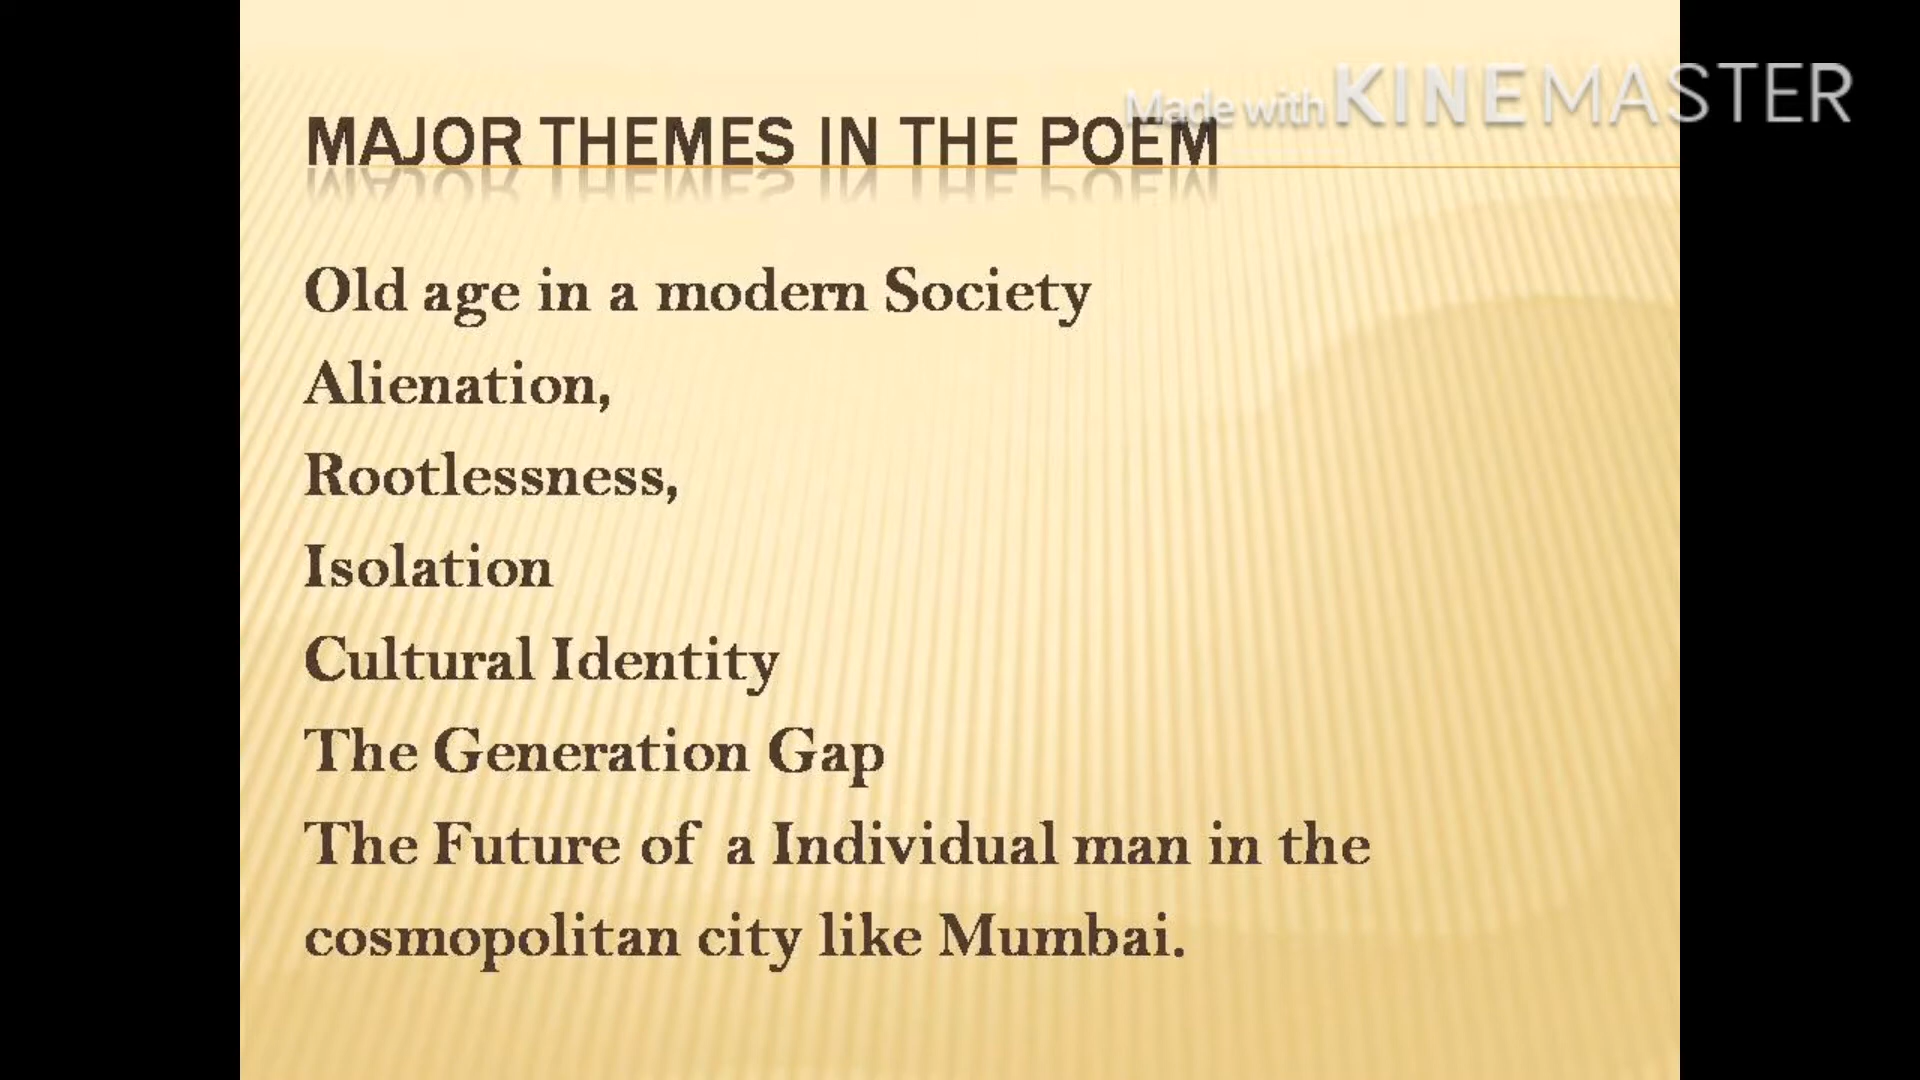 Made with KINEMASTER
MAJOR THEMES IN THE POEM
Old age in a modern Society
Alienation,
Rootlessness,
Isolation
Cultural Identity
The Generation Gap
The Future of a Individual man in the
cosmopolitan city like Mumbai.